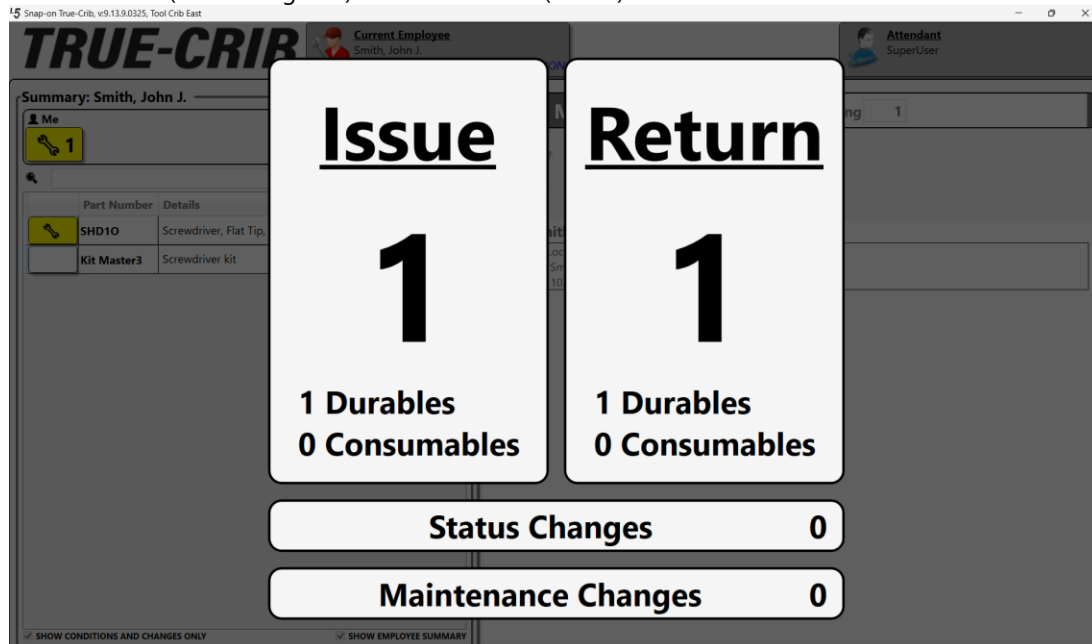 Snap-on True-Crib, v:9.13.9.0325, Tool Crib East
TRUE-CRIB
Current Employee
Smith, John J.
Attendant
SuperUser
Summary: Smith, John J.
Me
1
Part Number Details
SHD1O Screwdriver, Flat Tip,
Kit Master3 Screwdriver kit
1
Issue
1
1 Durables
0 Consumables
Return
1
1 Durables
0 Consumables
Status Changes 0
Maintenance Changes 0
SHOW CONDITIONS AND CHANGES ONLY SHOW EMPLOYEE SUMMARY